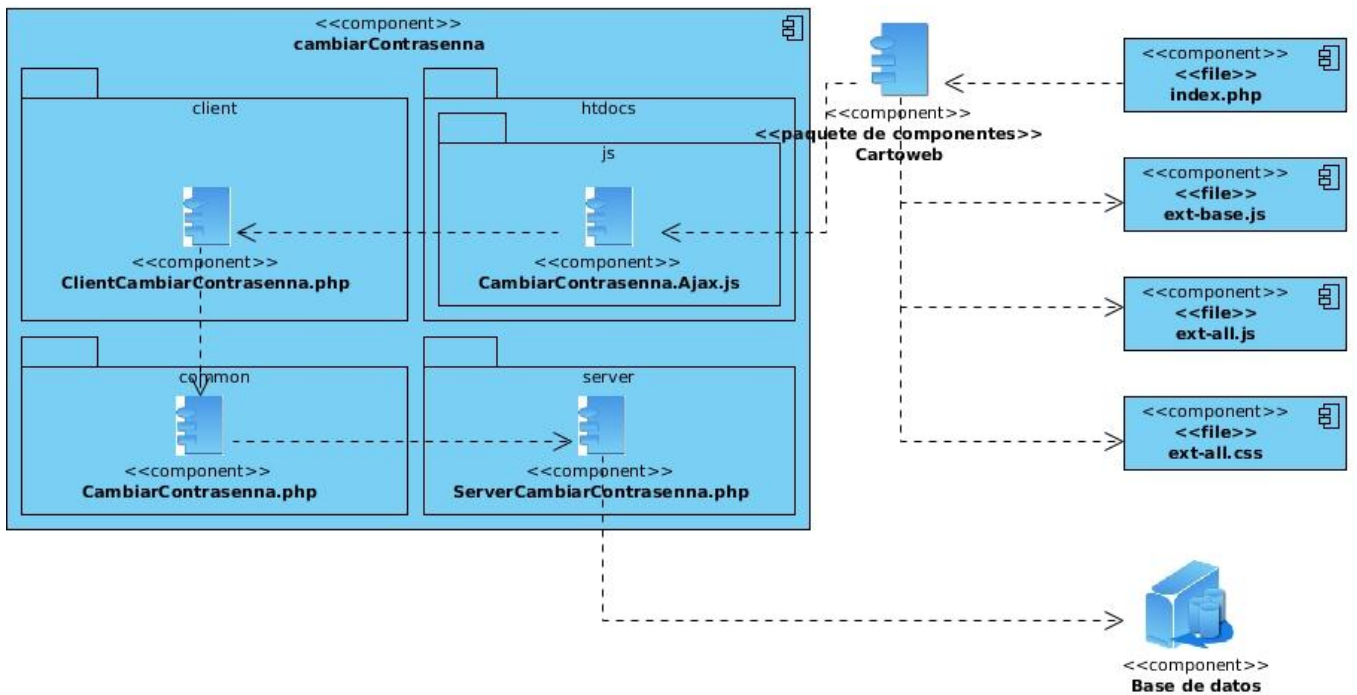 <<component>>
cambiarContrasenna
client
<<component>>
ClientCambiarContrasenna.php
htdocs
js
<<component>>
CambiarContrasenna.Ajax.js
common
<<component>>
CambiarContrasenna.php
server
<<component>>
ServerCambiarContrasenna.php
<<component>>
<<paquete de componentes>>
Cartoweb
<<component>>
<<file>>
index.php
<<component>>
<<file>>
ext-base.js
<<component>>
<<file>>
ext-all.js
<<component>>
<<file>>
ext-all.css
<<component>>
Base de datos